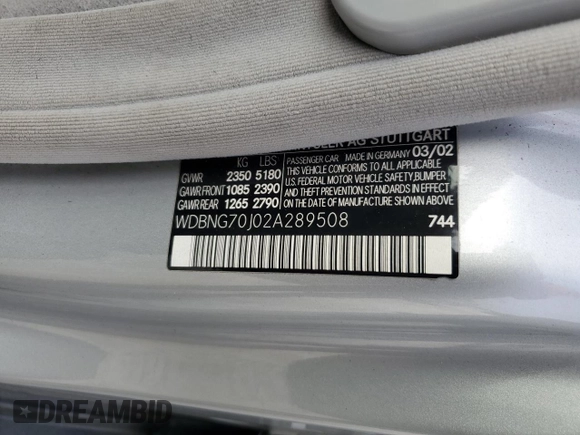 AG STUTTGART
KG LBS
PASSENGER CAR MADE IN GERMANY 03/02
GVWR 2350 5180
THIS VEHICLE CONFORMS TO ALL APPLICABLE
GAWR FRONT 1085 2390
U.S. FEDERAL MOTOR VEHICLE SAFETY,BUMPER
GAWR REAR 1265 2790
AND THEFT PREVENTION STANDARDS IN EFFECT
ON THE DATE OF MANUFACTURE SHOWN ABOVE.
WDBNG70J02A289508 744
DREAMBID